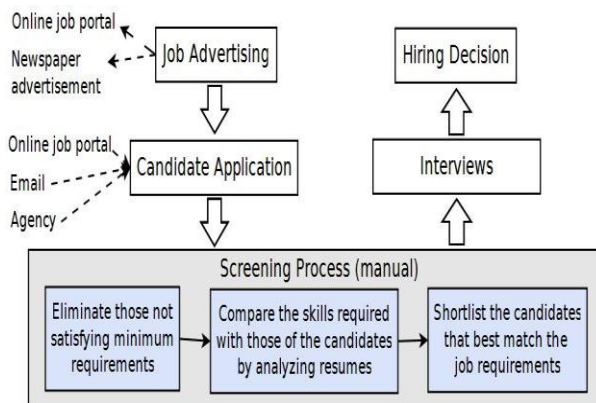 Online job portal
Newspaper
advertisement
Job Advertising
Hiring Decision
Online job portal
Email
Agency
Candidate Application
Interviews
Screening Process (manual)
Eliminate those not
satisfying minimum
requirements
Compare the skills required
with those of the candidates
by analyzing resumes
Shortlist the candidates
that best match the
job requirements